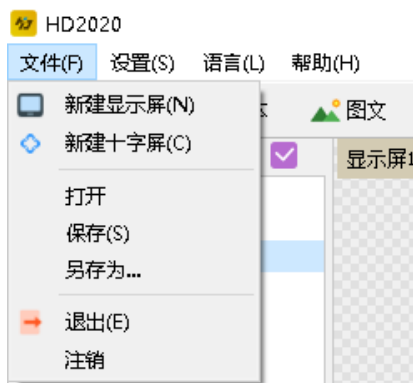 HD2020
文件(F) 设置(S) 语言(L) 帮助(H)
新建显示屏(N)
图文
新建十字屏(C)
显示屏1
打开
保存(S)
另存为...
退出(E)
注销